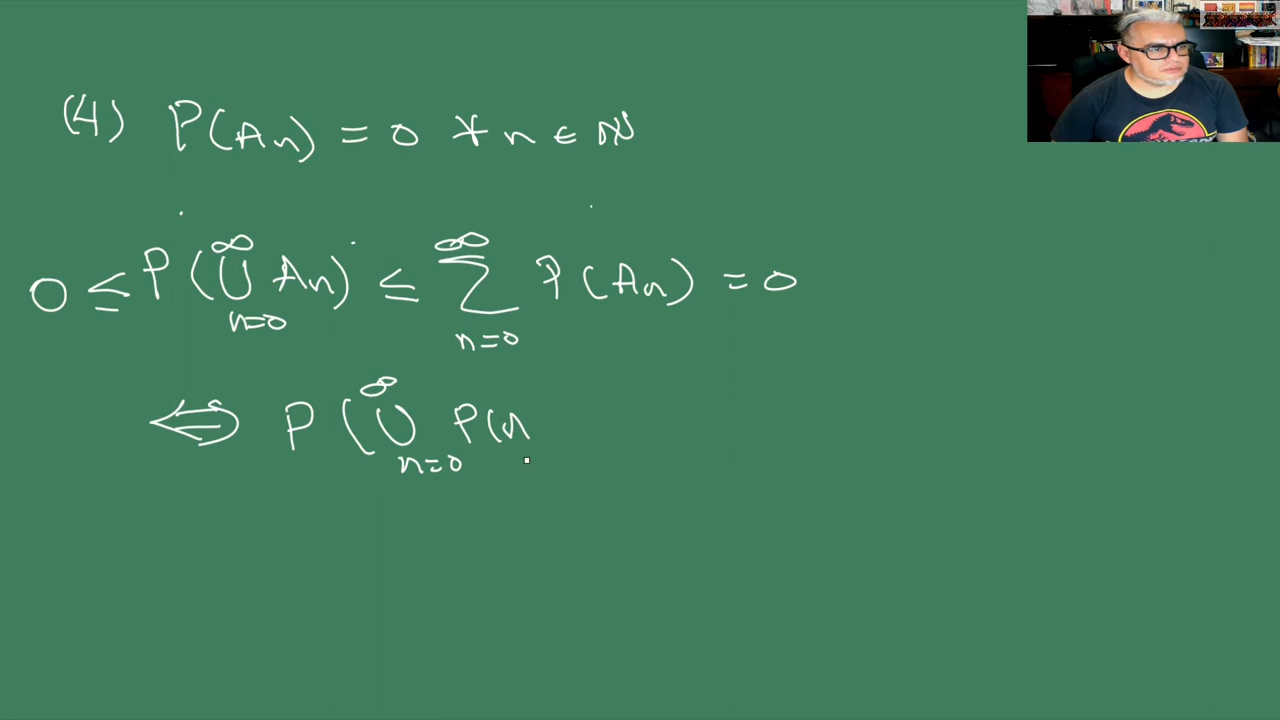 (4) P(An) = 0 ∀ n ∈ ℕ
0 ≤ P(⋃_{n=0}^{∞} An) ≤ ∑_{n=0}^{∞} P(An) = 0
⇔ P(⋃_{n=0}^{∞} P(A